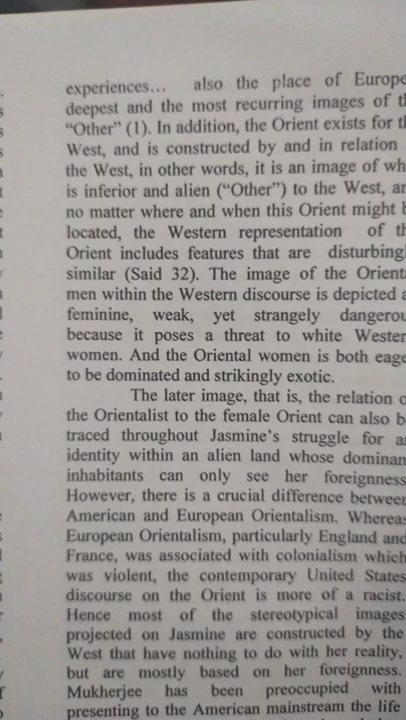 experiences... also the place of Europe
deepest and the most recurring images of th
"Other" (1). In addition, the Orient exists for th
West, and is constructed by and in relation
the West, in other words, it is an image of wh
is inferior and alien ("Other") to the West, an
no matter where and when this Orient might b
located, the Western representation of th
Orient includes features that are disturbingl
similar (Said 32). The image of the Orienta
men within the Western discourse is depicted a
feminine, weak, yet strangely dangerou
because it poses a threat to white Wester
women. And the Oriental women is both eage
to be dominated and strikingly exotic.
The later image, that is, the relation o
the Orientalist to the female Orient can also b
traced throughout Jasmine's struggle for a
identity within an alien land whose dominan
inhabitants can only see her foreignness
However, there is a crucial difference between
American and European Orientalism. Whereas
European Orientalism, particularly England and
France, was associated with colonialism which
was violent, the contemporary United States
discourse on the Orient is more of a racist.
Hence most of the stereotypical images
projected on Jasmine are constructed by the
West that have nothing to do with her reality,
but are mostly based on her foreignness.
Mukherjee has been preoccupied with
presenting to the American mainstream the life